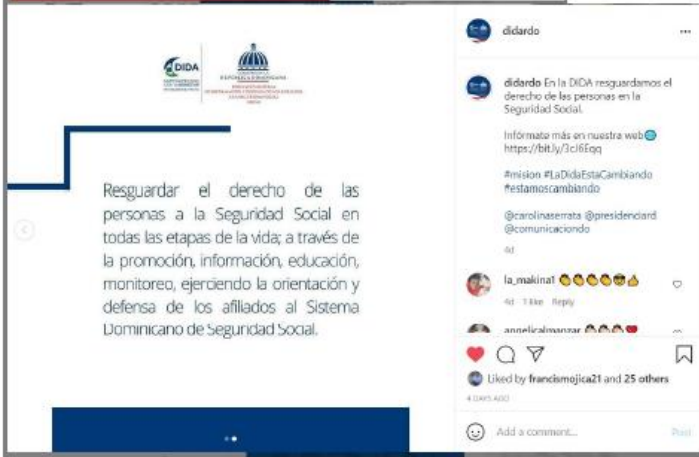 DIDA
REPÚBLICA DOMINICANA
Resguardar el derecho de las
personas a la Seguridad Social en
todas las etapas de la vida; a través de
la promoción, información, educación,
monitoreo, ejerciendo la orientación y
defensa de los afiliados al Sistema
Dominicano de Seguridad Social.
didardo
didardo En la DIDA resguardamos el
derecho de las personas en la
Seguridad Social.
Infórmate más en nuestra web
https://bit.ly/3cJ6Eqq
#mision #LaDidaEstaCambiando
#estamoscambiando
@carolinaserrata @presidenciard
@comunicaciondo
4d
la_makina1
4d 1 like Reply
angelicalmanzar
Liked by francismojica21 and 25 others
4 DAYS AGO
Add a comment...
Post